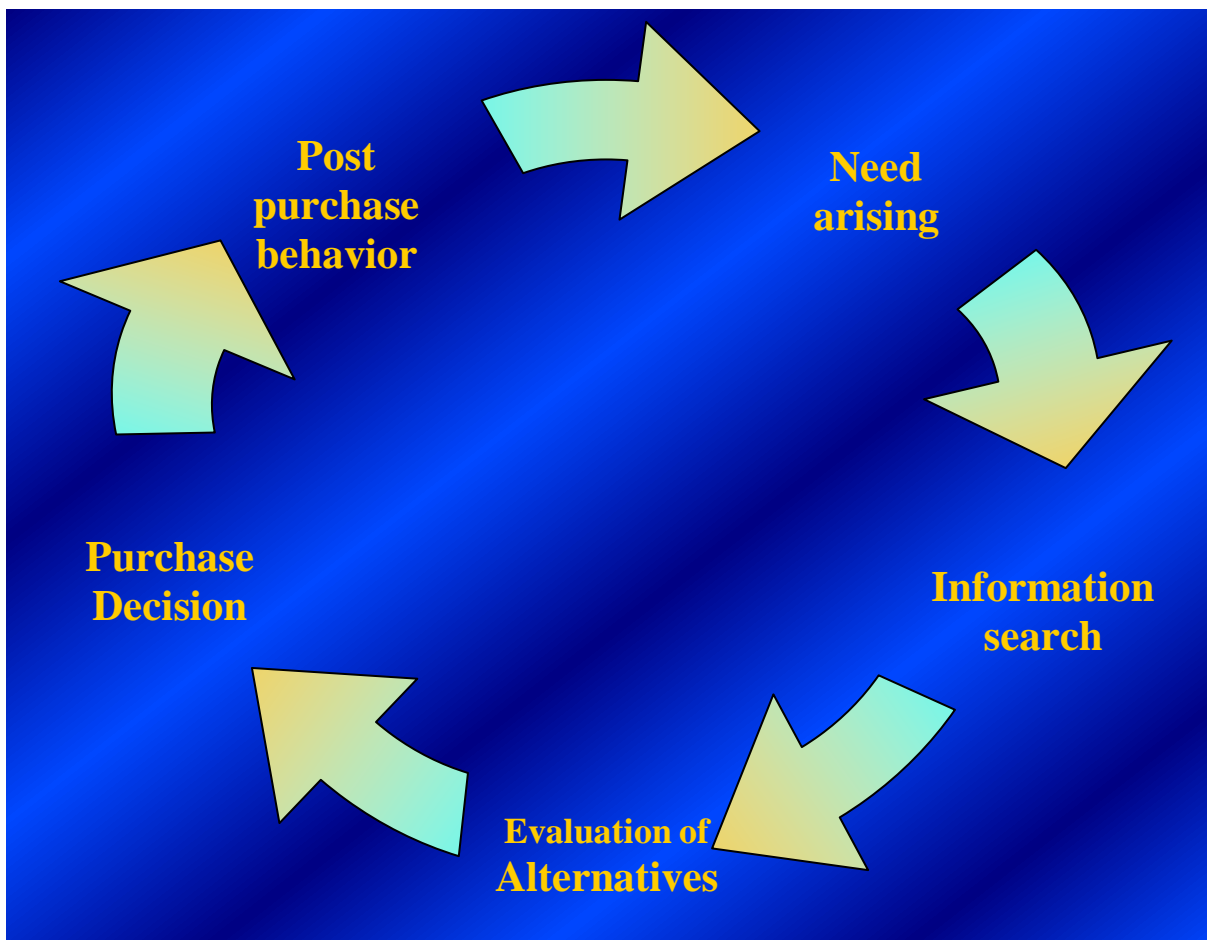 Post
purchase
behavior
Need
arising
Information
search
Evaluation of
Alternatives
Purchase
Decision